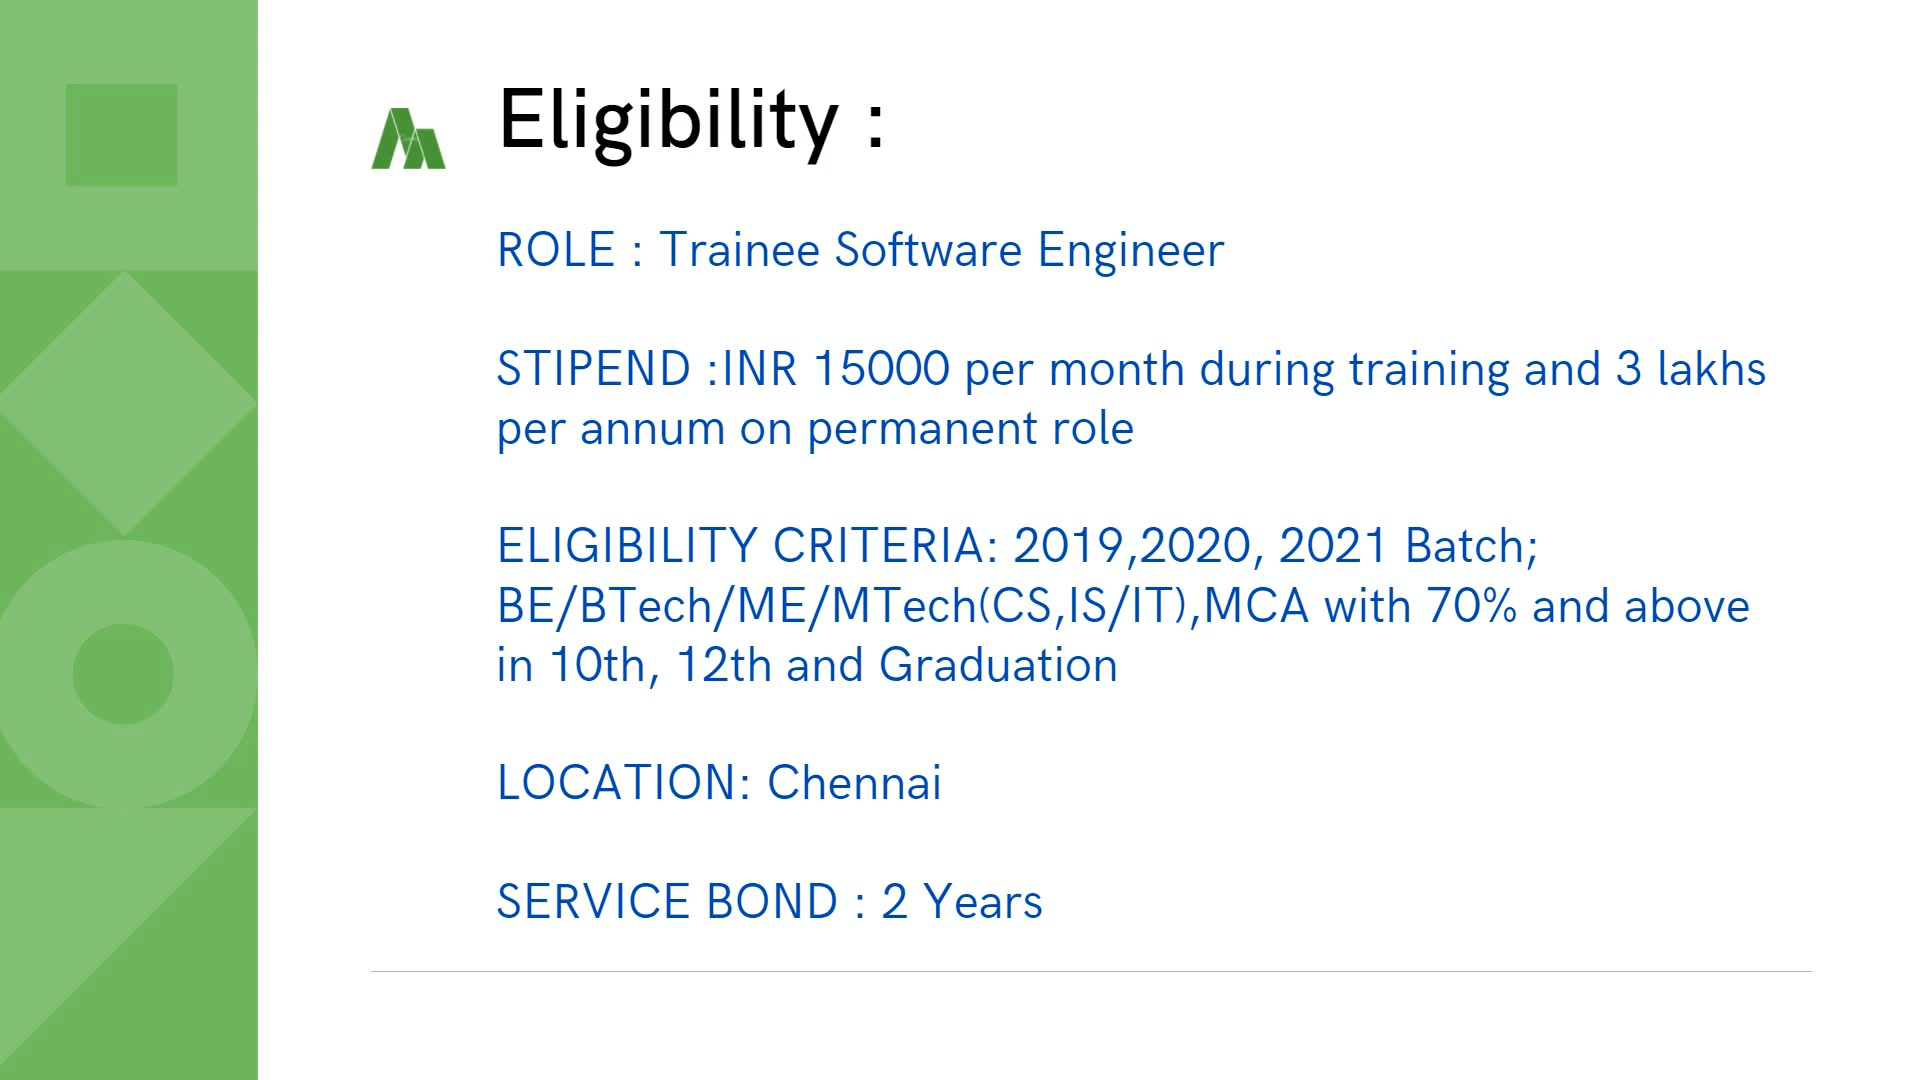 Eligibility :
ROLE : Trainee Software Engineer
STIPEND :INR 15000 per month during training and 3 lakhs
per annum on permanent role
ELIGIBILITY CRITERIA: 2019,2020, 2021 Batch;
BE/BTech/ME/MTech(CS,IS/IT),MCA with 70% and above
in 10th, 12th and Graduation
LOCATION: Chennai
SERVICE BOND : 2 Years